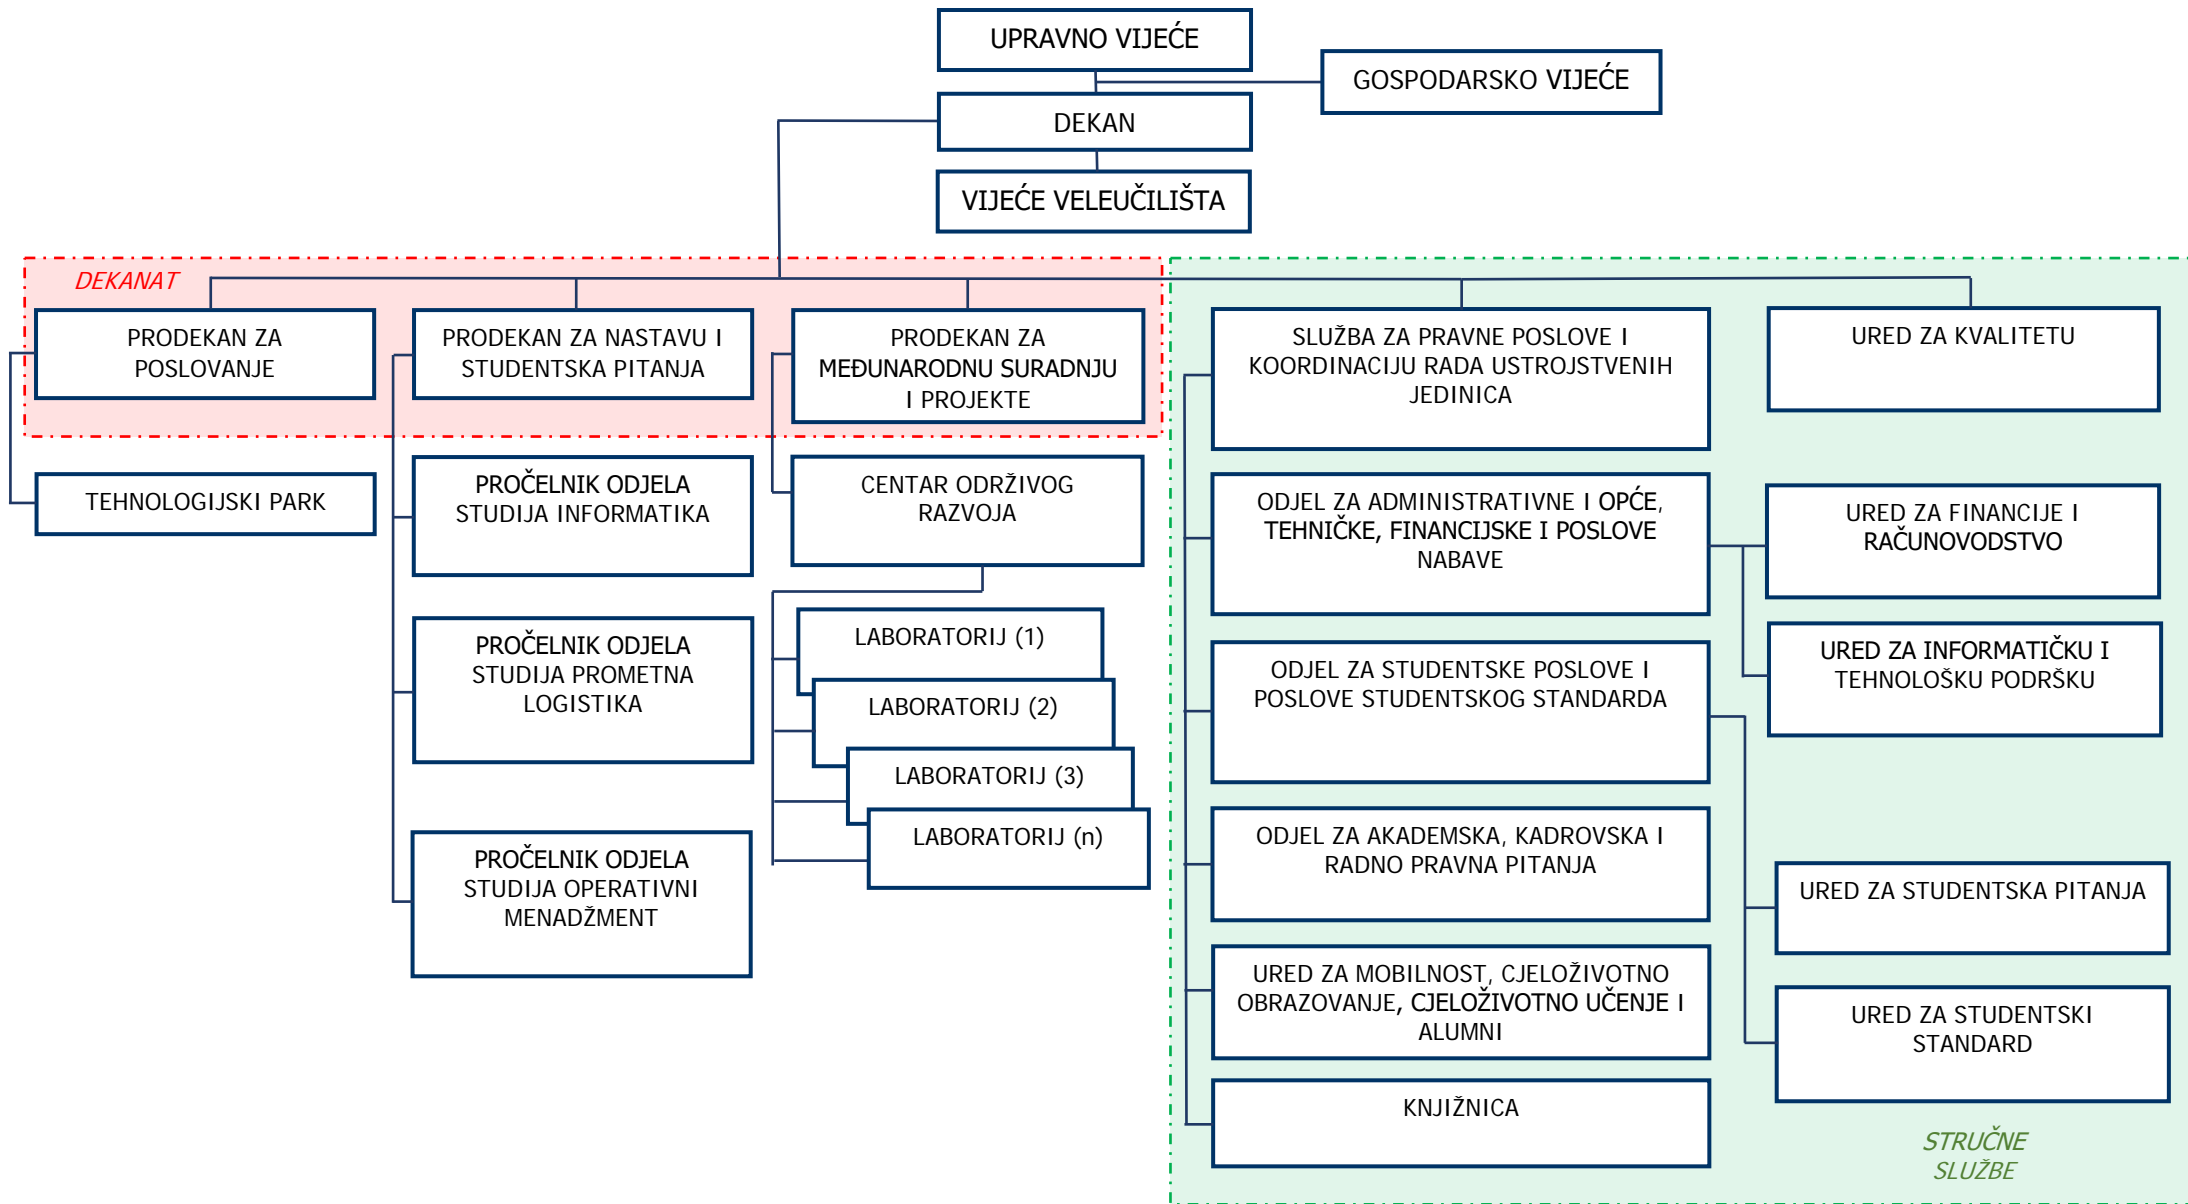 UPRAVNO VIJEĆE
GOSPODARSKO VIJEĆE
DEKAN
VIJEĆE VELEUČILIŠTA
DEKANAT
PRODEKAN ZA
POSLOVANJE
PRODEKAN ZA NASTAVU I
STUDENTSKA PITANJA
PRODEKAN ZA
MEĐUNARODNU SURADNJU
I PROJEKTE
SLUŽBA ZA PRAVNE POSLOVE I
KOORDINACIJU RADA USTROJSTVENIH
JEDINICA
URED ZA KVALITETU
TEHNOLOGIJSKI PARK
PROČELNIK ODJELA
STUDIJA INFORMATIKA
CENTAR ODRŽIVOG
RAZVOJA
ODJEL ZA ADMINISTRATIVNE I OPĆE,
TEHNIČKE, FINANCIJSKE I POSLOVE
NABAVE
URED ZA FINANCIJE I
RAČUNOVODSTVO
PROČELNIK ODJELA
STUDIJA PROMETNA
LOGISTIKA
LABORATORIJ (1)
LABORATORIJ (2)
LABORATORIJ (3)
LABORATORIJ (n)
ODJEL ZA STUDENTSKE POSLOVE I
POSLOVE STUDENTSKOG STANDARDA
URED ZA INFORMATIČKU I
TEHNOLOŠKU PODRŠKU
PROČELNIK ODJELA
STUDIJA OPERATIVNI
MENADŽMENT
ODJEL ZA AKADEMSKA, KADROVSKA I
RADNO PRAVNA PITANJA
URED ZA STUDENTSKA PITANJA
URED ZA MOBILNOST, CJELOŽIVOTNO
OBRAZOVANJE, CJELOŽIVOTNO UČENJE I
ALUMNI
URED ZA STUDENTSKI
STANDARD
KNJIŽNICA
STRUČNE
SLUŽBE